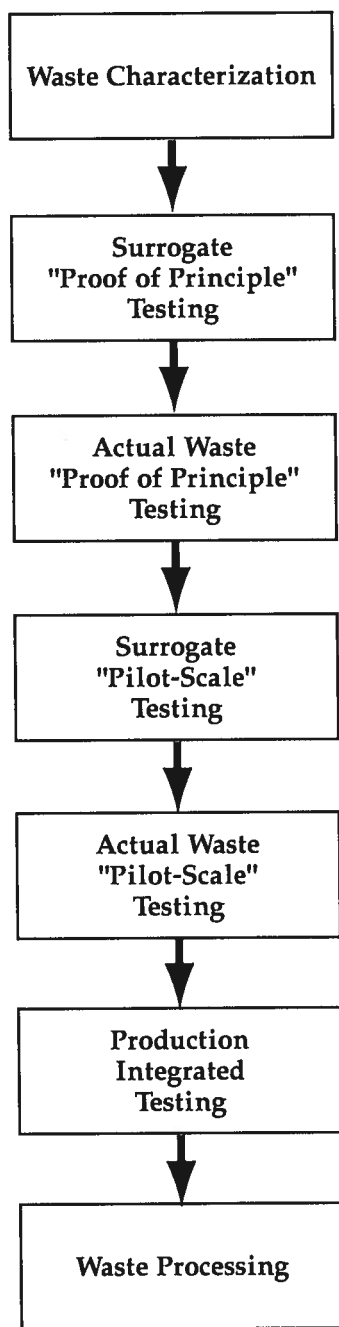 Waste Characterization
Surrogate
"Proof of Principle"
Testing
Actual Waste
"Proof of Principle"
Testing
Surrogate
"Pilot-Scale"
Testing
Actual Waste
"Pilot-Scale"
Testing
Production
Integrated
Testing
Waste Processing